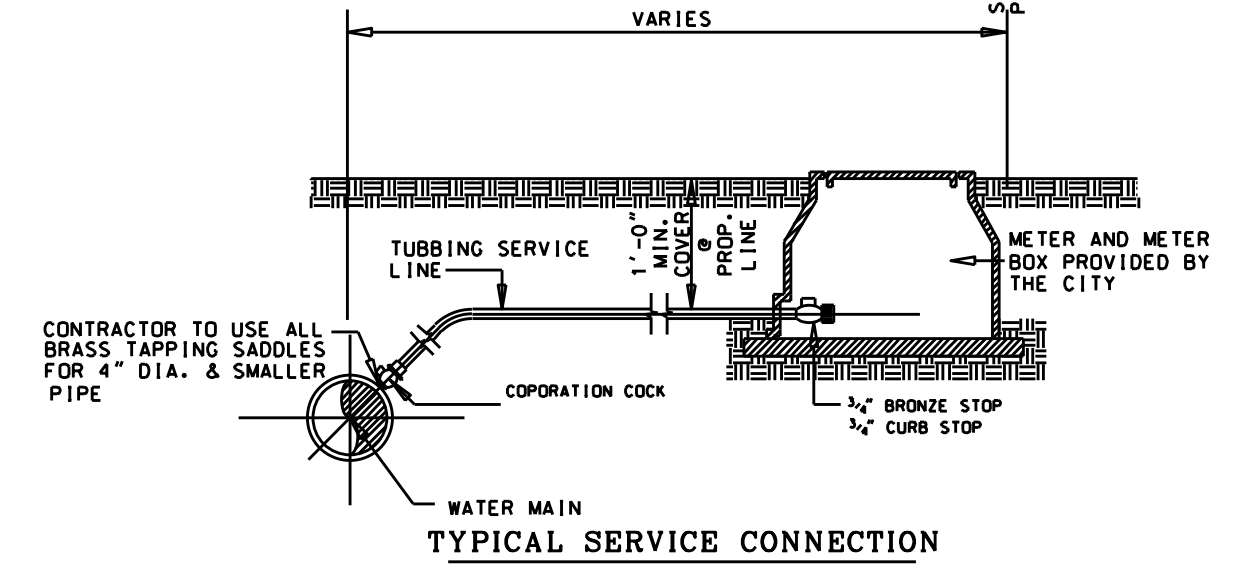 VARIES
S
P
1'-0"
MIN.
COVER
@
PROP.
LINE
TUBBING SERVICE
LINE
METER AND METER
BOX PROVIDED BY
THE CITY
CONTRACTOR TO USE ALL
BRASS TAPPING SADDLES
FOR 4" DIA. & SMALLER
PIPE
COPORATION COCK
3/4" BRONZE STOP
3/4" CURB STOP
WATER MAIN
TYPICAL SERVICE CONNECTION